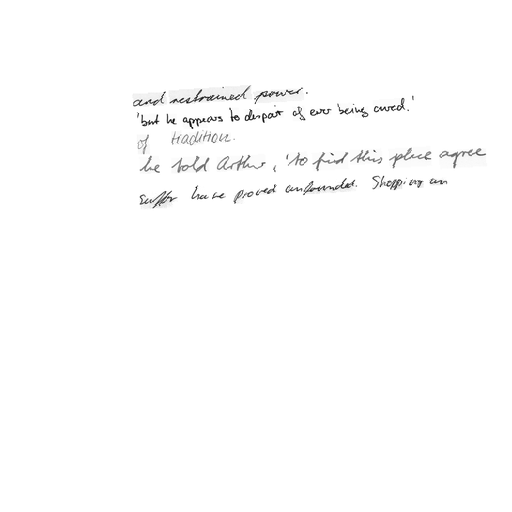 and restrained power.
'but he appears to despair of ever being cured.'
of tradition.
he told Arthur, 'to find this place agree
suffer have proved unfounded. Shopping an